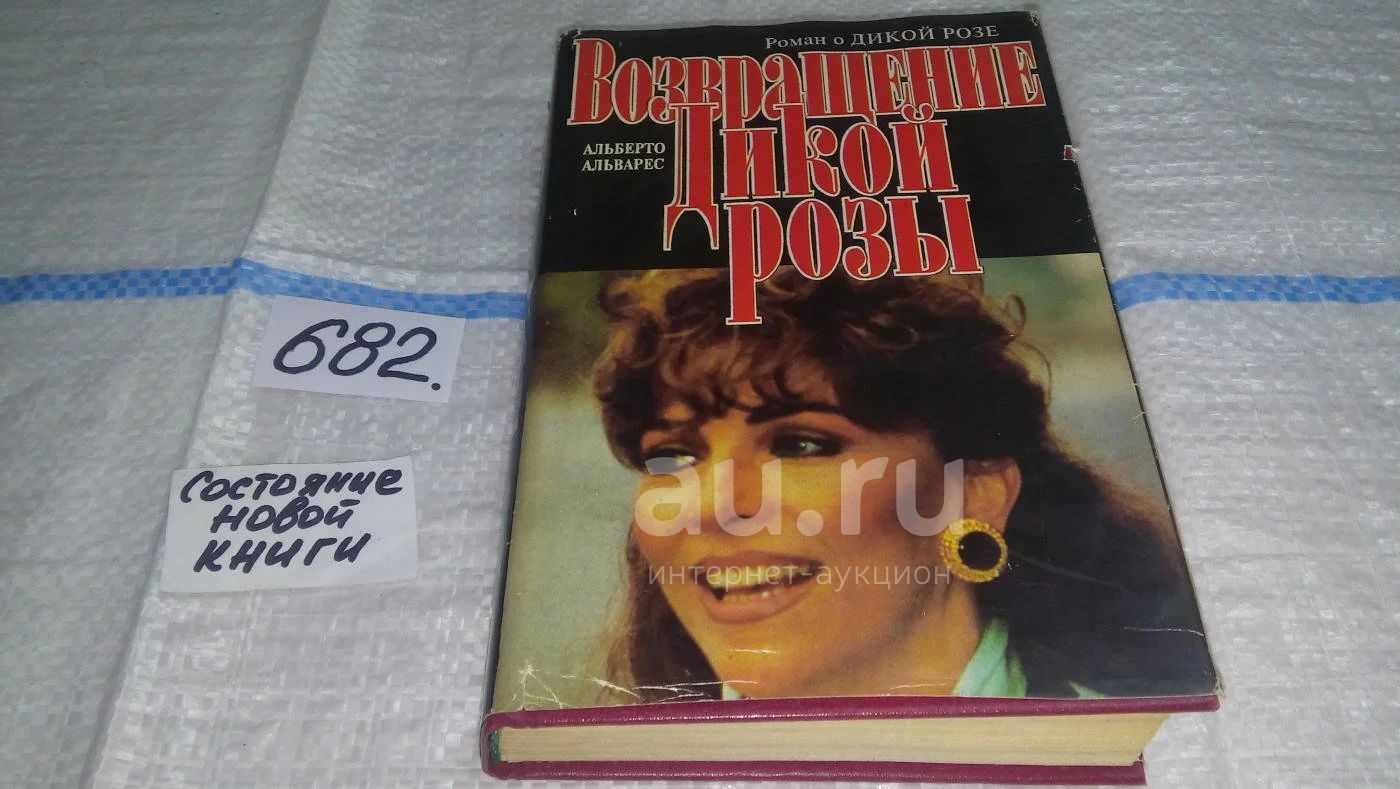 Роман о ДИКОЙ РОЗЕ
Возвращение
АЛЬБЕРТО
АЛЬВАРЕС
Дикой
розы
682.
Состояние
новой
книги
au.ru
интернет-аукцион